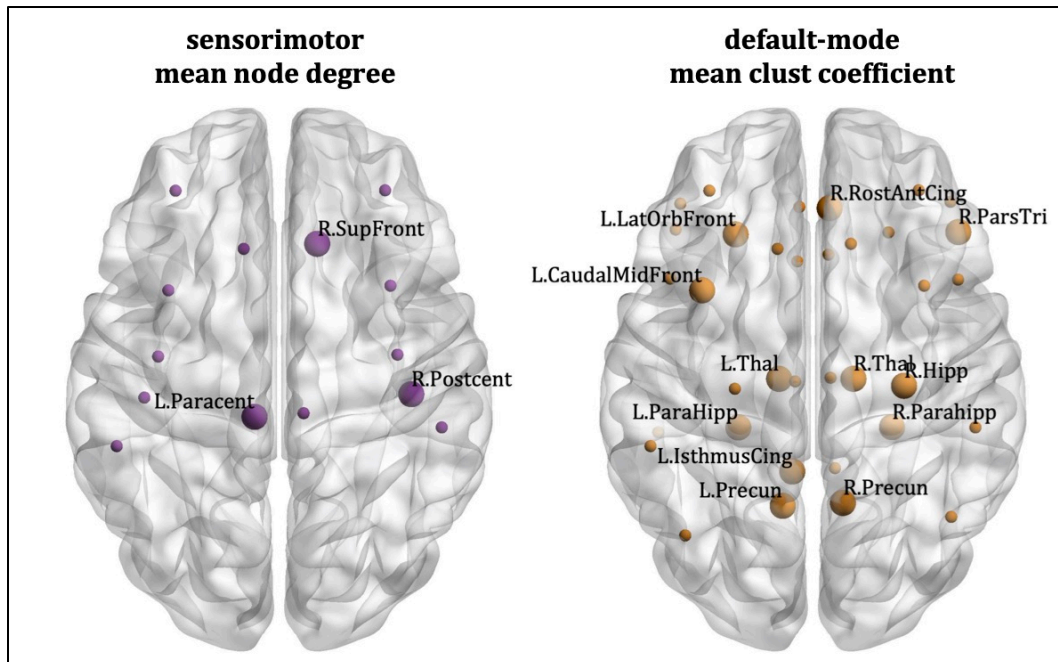 sensorimotor
mean node degree
R.SupFront
R.Postcent
L.Paracent
default-mode
mean clust coefficient
R.RostAntCing
L.LatOrbFront
R.ParsTri
L.CaudalMidFront
L.Thal
R.Thal
R.Hipp
L.ParaHipp
R.Parahipp
L.IsthmusCing
L.Precun
R.Precun